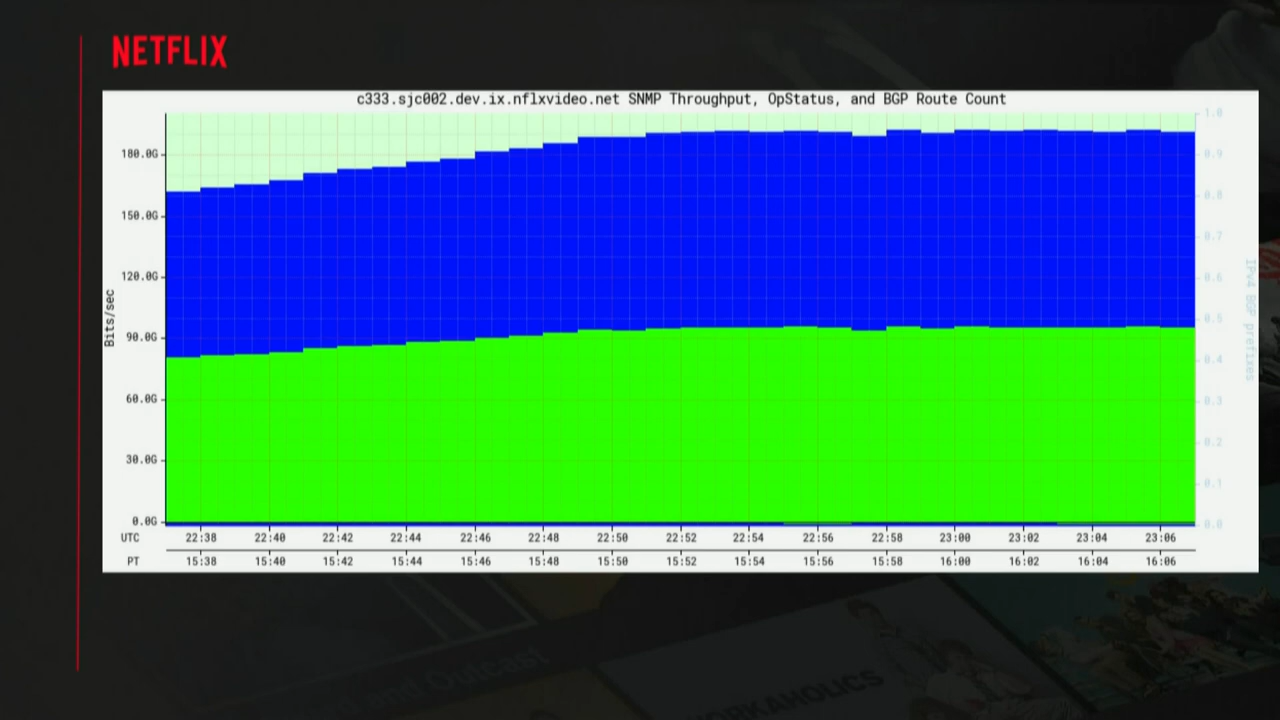 NETFLIX
c333.sjc002.dev.ix.nflxvideo.net SNMP Throughput, OpStatus, and BGP Route Count
Bits/sec
180.0G
150.0G
120.0G
90.0G
60.0G
30.0G
0.0G
1.0
0.9
0.8
0.7
0.6
0.5
0.4
0.3
0.2
0.1
0.0
IPv4 BGP prefixes
UTC 22:38 22:40 22:42 22:44 22:46 22:48 22:50 22:52 22:54 22:56 22:58 23:00 23:02 23:04 23:06
PT 15:38 15:40 15:42 15:44 15:46 15:48 15:50 15:52 15:54 15:56 15:58 16:00 16:02 16:04 16:06
WORKAHOLICS